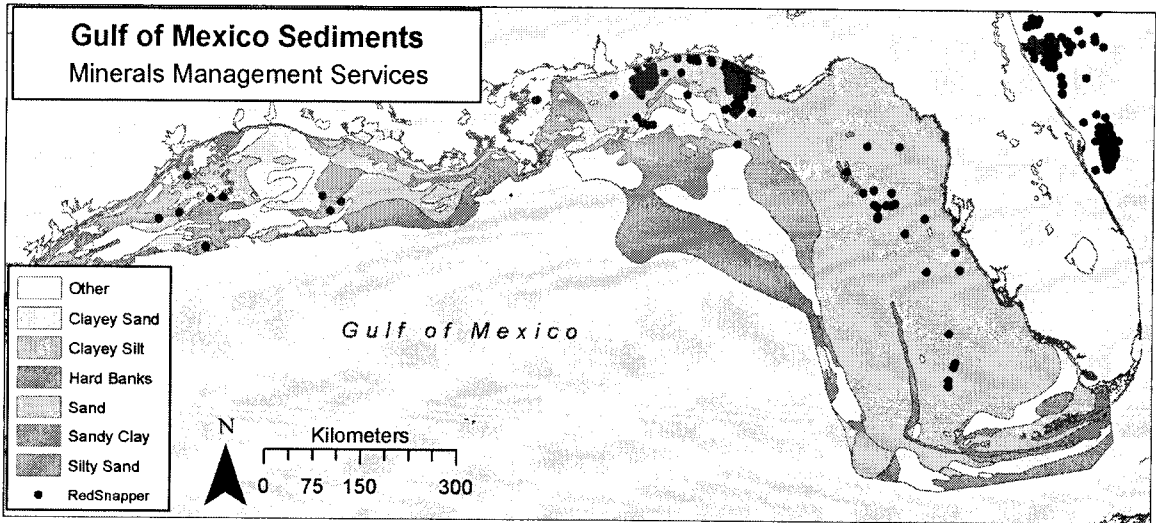 Gulf of Mexico Sediments
Minerals Management Services
Other
Clayey Sand
Clayey Silt
Hard Banks
Sand
Sandy Clay
Silty Sand
RedSnapper
Gulf of Mexico
N
Kilometers
0 75 150 300